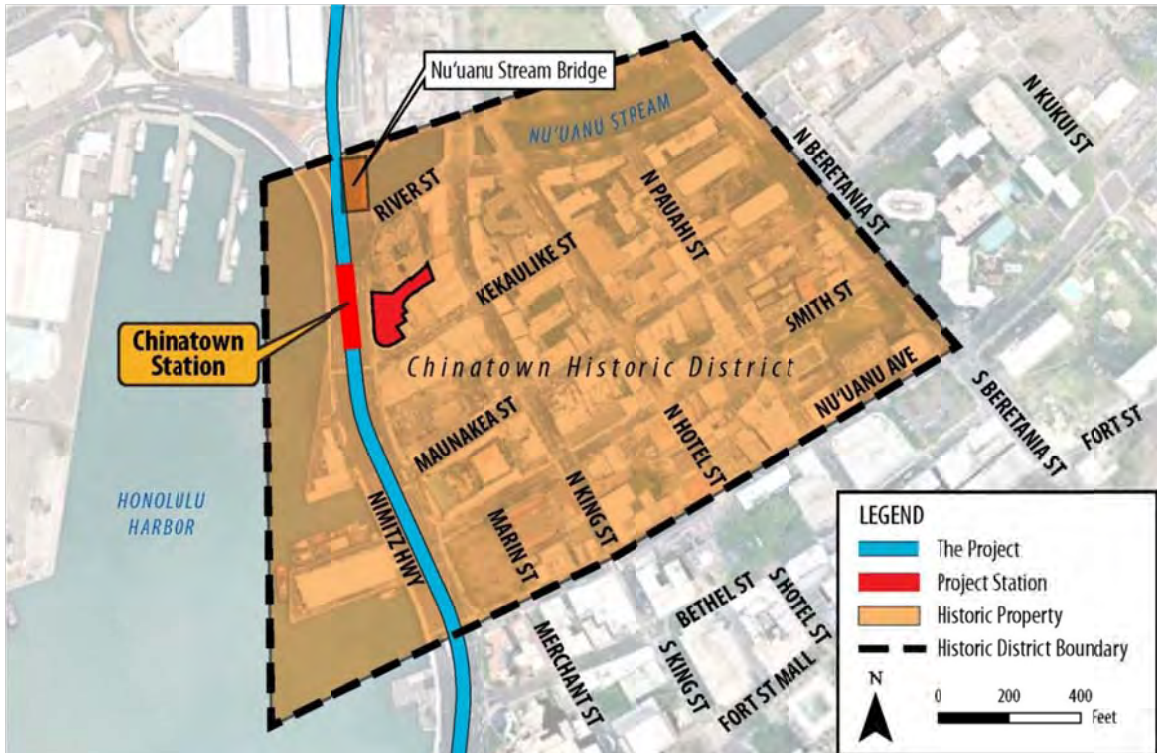 Nu‘uanu Stream Bridge
NU‘UANU STREAM
N KUKUI ST
N BERETANIA ST
RIVER ST
N PAUAHI ST
KEKAULIKE ST
SMITH ST
Chinatown
Station
Chinatown Historic District
NU‘UANU AVE
S BERETANIA ST
FORT ST
MAUNAKEA ST
N HOTEL ST
HONOLULU
HARBOR
NIMITZ HWY
N KING ST
MARIN ST
BETHEL ST
S HOTEL ST
MERCHANT ST
S KING ST
FORT ST MALL
LEGEND
The Project
Project Station
Historic Property
Historic District Boundary
N
0 200 400
Feet